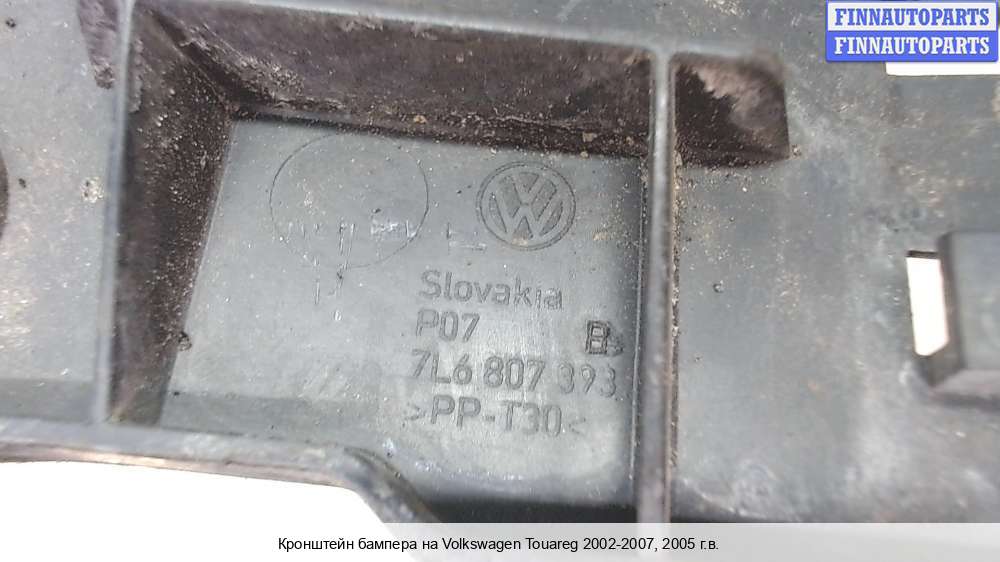 FINNAUTOPARTS
FINNAUTOPARTS
Slovakia
P07 B
7L6 807 393
>PP-T30<
Кронштейн бампера на Volkswagen Touareg 2002-2007, 2005 г.в.